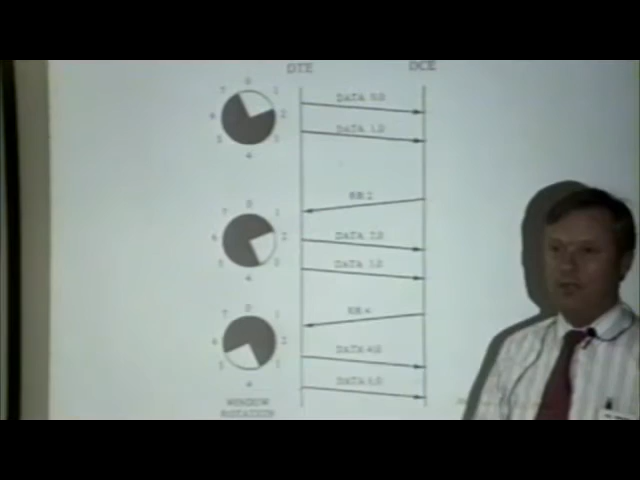 DTE DCE
0
7 1
6 2
5
4
DATA 0,0
DATA 1,0
RR 2
0
7 1
6 2
5 3
4
DATA 2,0
DATA 3,0
RR 4
0
7 1
6 2
5 3
4
DATA 4,0
DATA 5,0
WINDOW
ROTATION